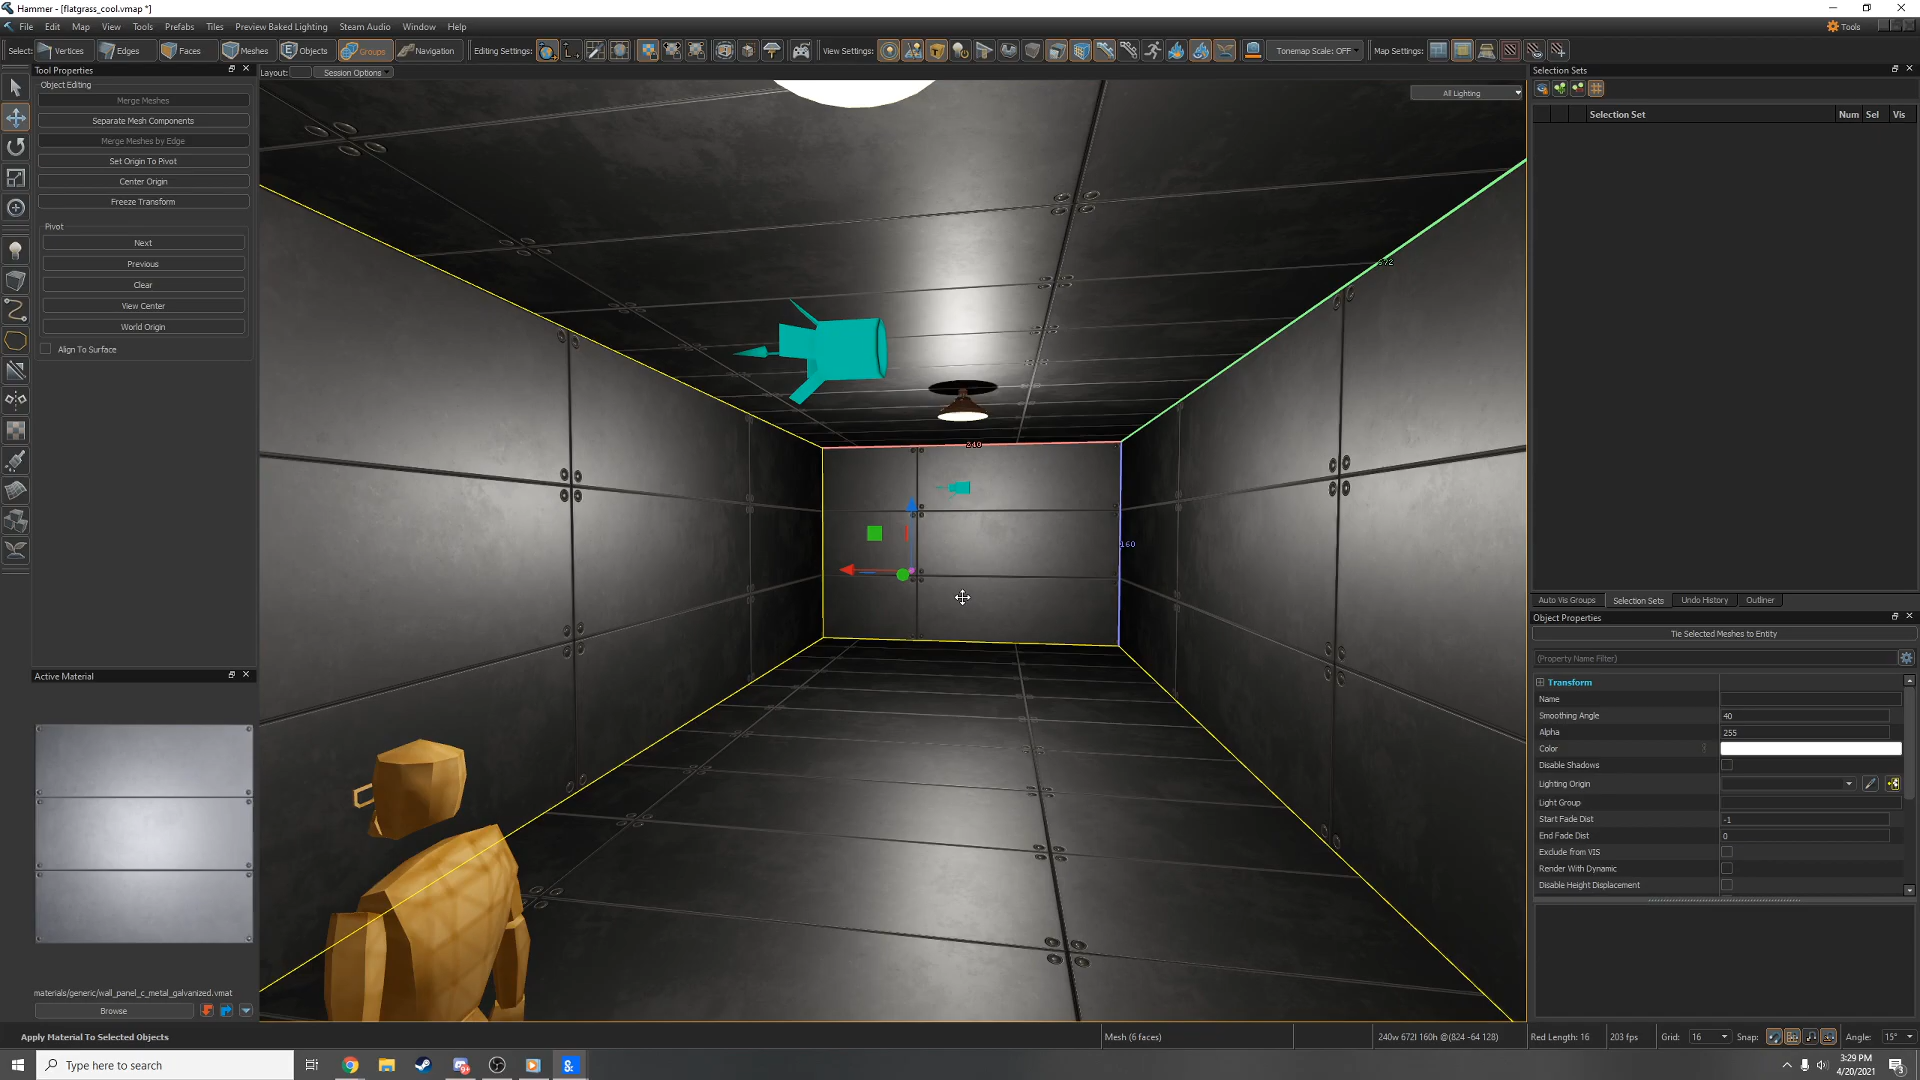 Hammer - [flatgrass_cool.vmap *]
File Edit Map View Tools Prefabs Tiles Preview Baked Lighting Steam Audio Window Help
Tools
Select: Vertices Edges Faces Meshes Objects Groups Navigation Editing Settings: View Settings: Tonemap Scale: OFF Map Settings:
Tool Properties
Layout: Session Options
Selection Sets
Object Editing
Merge Meshes
Separate Mesh Components
Merge Meshes by Edge
Set Origin To Pivot
Center Origin
Freeze Transform
Pivot
Next
Previous
Clear
View Center
World Origin
Align To Surface
All Lighting
672
240
160
Selection Set Num Sel Vis
Auto Vis Groups Selection Sets Undo History Outliner
Object Properties
Tie Selected Meshes to Entity
(Property Name Filter)
Transform
Name
Smoothing Angle 40
Alpha 255
Color
Disable Shadows
Lighting Origin
Light Group
Start Fade Dist -1
End Fade Dist 0
Exclude from VIS
Render With Dynamic
Disable Height Displacement
Active Material
materials/generic/wall_panel_c_metal_galvanized.vmat
Browse
Apply Material To Selected Objects
Mesh (6 faces)
240w 672l 160h @(824 -64 128)
Red Length: 16
203 fps
Grid: 16
Snap:
Angle: 15°
Type here to search
3:29 PM
4/20/2021
3